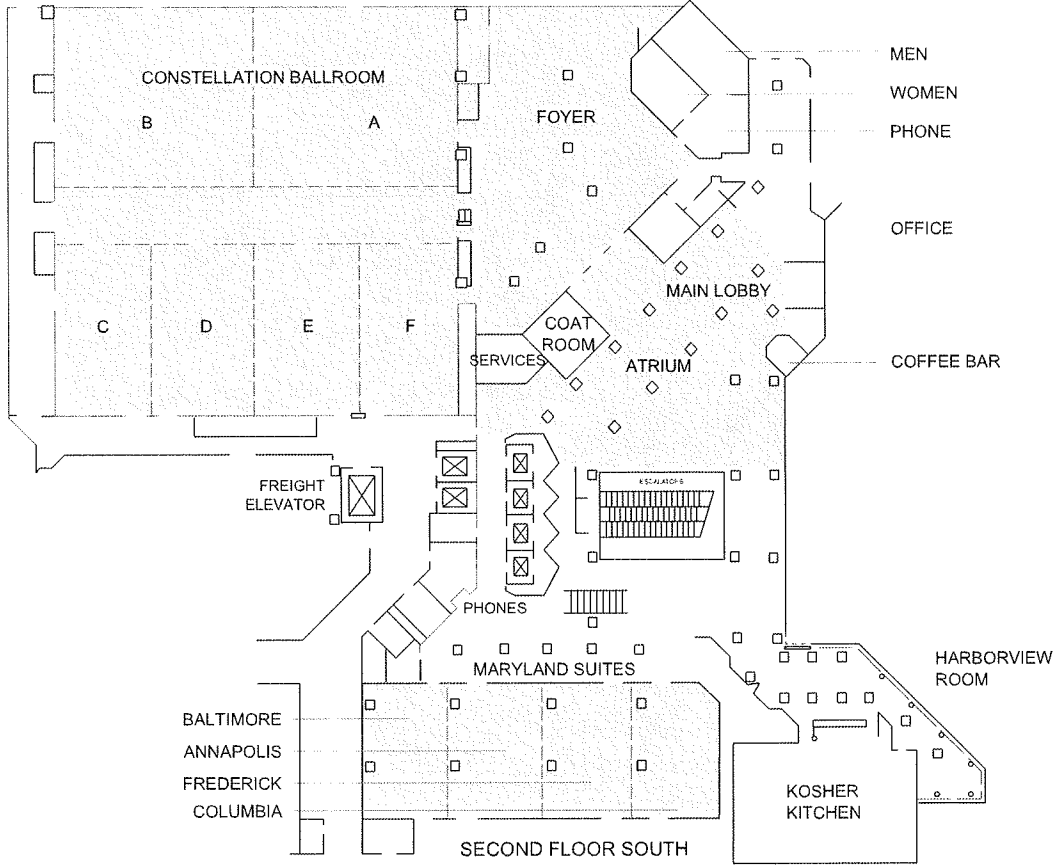 CONSTELLATION BALLROOM
B
A
C
D
E
F
FOYER
MEN
WOMEN
PHONE
OFFICE
MAIN LOBBY
COAT
ROOM
SERVICES
ATRIUM
COFFEE BAR
FREIGHT
ELEVATOR
ESCALATORS
PHONES
MARYLAND SUITES
HARBORVIEW
ROOM
BALTIMORE
ANNAPOLIS
FREDERICK
COLUMBIA
KOSHER
KITCHEN
SECOND FLOOR SOUTH